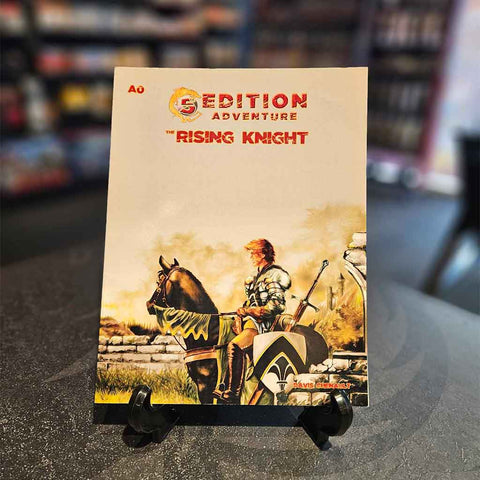 A0
5 EDITION
ADVENTURE
THE RISING KNIGHT
DAVIS CHENAULT